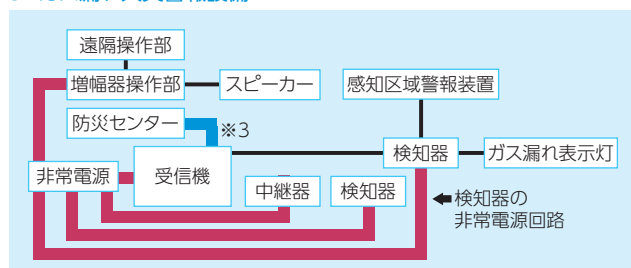 遠隔操作部
増幅器操作部
スピーカー
感知区域警報装置
防災センター
※3
検知器
ガス漏れ表示灯
非常電源
受信機
中継器
検知器
検知器の
非常電源回路